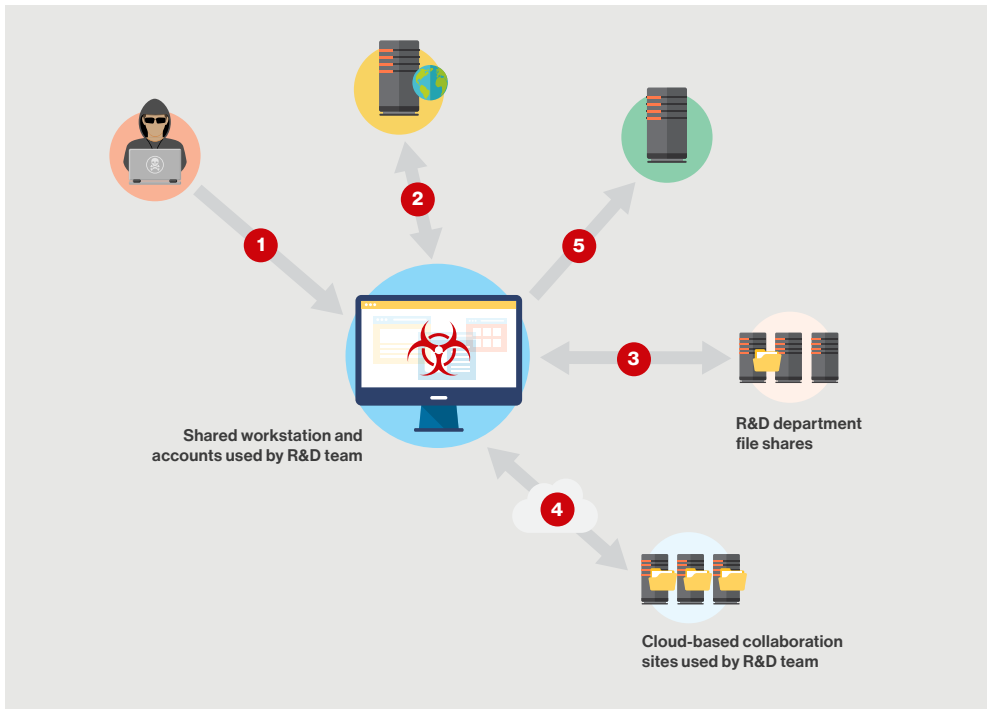 1
2
5
3
4
Shared workstation and
accounts used by R&D team
R&D department
file shares
Cloud-based collaboration
sites used by R&D team